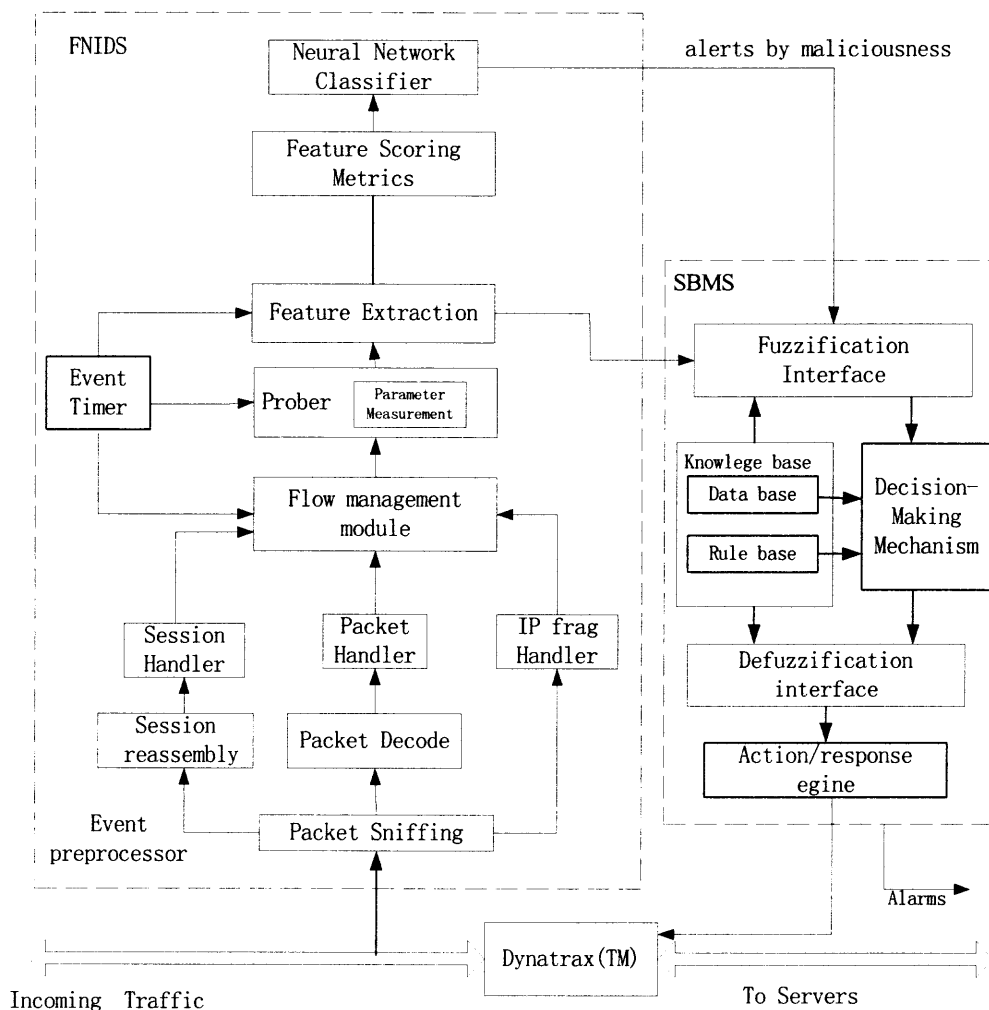 FNIDS
Neural Network
Classifier
alerts by maliciousness
Feature Scoring
Metrics
SBMS
Feature Extraction
Fuzzification
Interface
Event
Timer
Prober
Parameter
Measurement
Knowlege base
Data base
Rule base
Decision-
Making
Mechanism
Flow management
module
Session
Handler
Packet
Handler
IP frag
Handler
Defuzzification
interface
Session
reassembly
Packet Decode
Action/response
egine
Event
preprocessor
Packet Sniffing
Alarms
Dynatrax(TM)
Incoming Traffic
To Servers